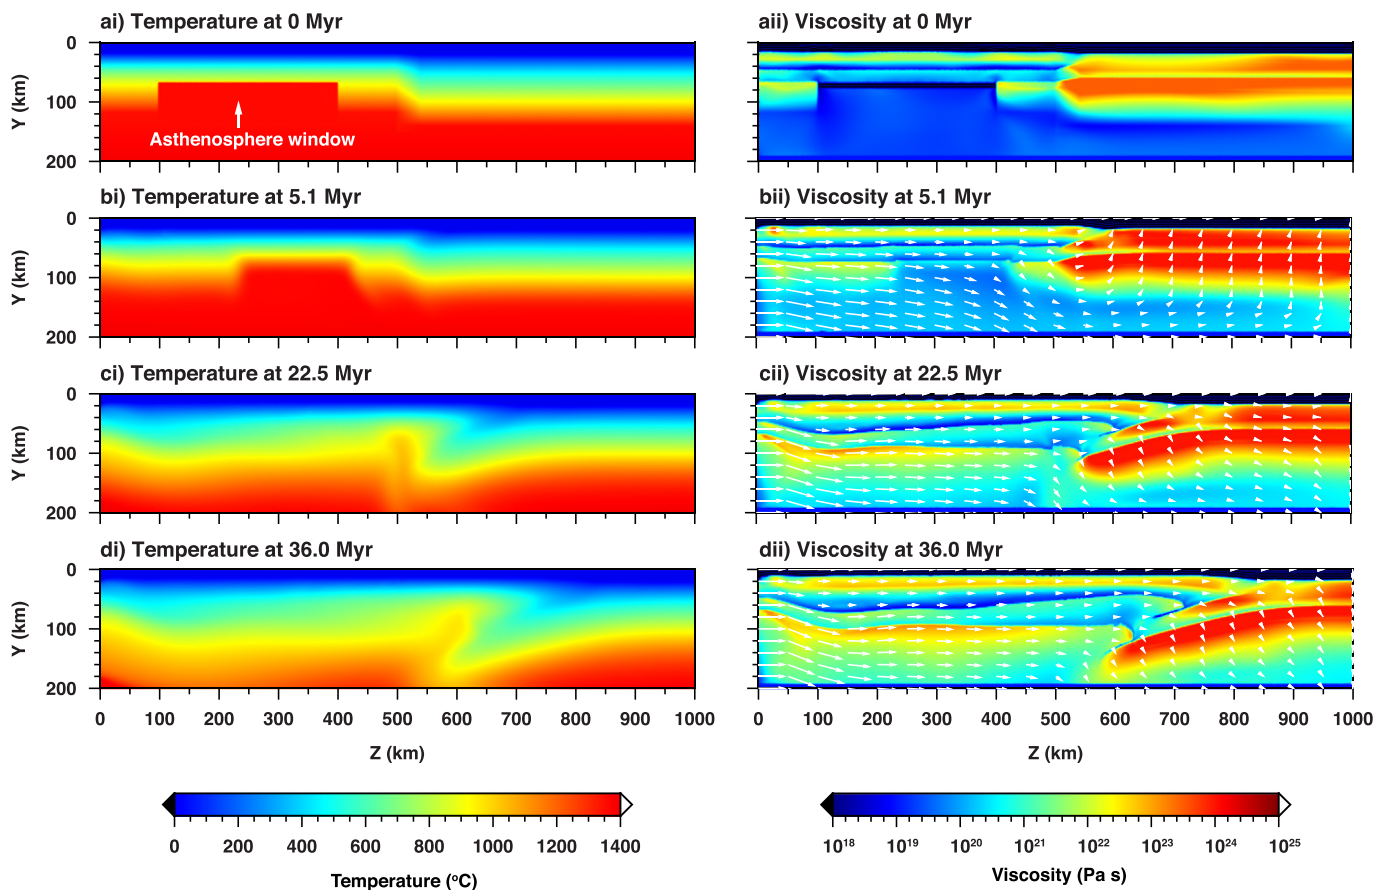 ai) Temperature at 0 Myr
aii) Viscosity at 0 Myr
0
100
200
Y (km)
Asthenosphere window
bi) Temperature at 5.1 Myr
bii) Viscosity at 5.1 Myr
0
100
200
Y (km)
ci) Temperature at 22.5 Myr
cii) Viscosity at 22.5 Myr
0
100
200
Y (km)
di) Temperature at 36.0 Myr
dii) Viscosity at 36.0 Myr
0
100
200
Y (km)
0 100 200 300 400 500 600 700 800 900 1000
0 100 200 300 400 500 600 700 800 900 1000
Z (km)
Z (km)
0 200 400 600 800 1000 1200 1400
10¹⁸ 10¹⁹ 10²⁰ 10²¹ 10²² 10²³ 10²⁴ 10²⁵
Temperature (ºC)
Viscosity (Pa s)